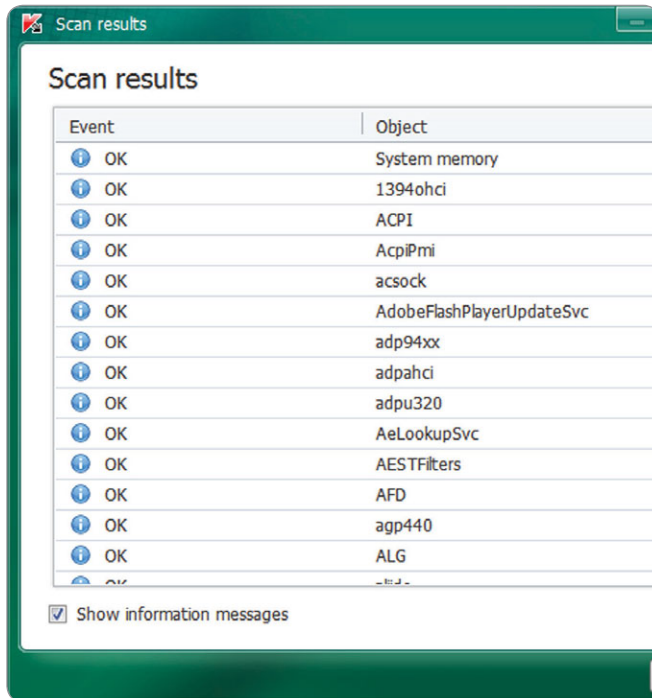 Scan results
Scan results
Event Object
OK System memory
OK 1394ohci
OK ACPI
OK AcpiPmi
OK acsock
OK AdobeFlashPlayerUpdateSvc
OK adp94xx
OK adpahci
OK adpu320
OK AeLookupSvc
OK AESTFilters
OK AFD
OK agp440
OK ALG
OK
Show information messages